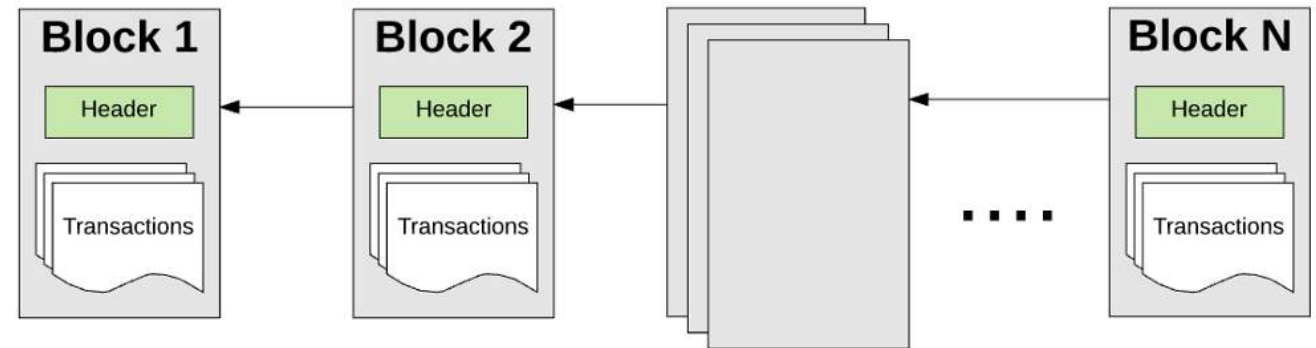 Block 1
Header
Transactions
Block 2
Header
Transactions
....
Block N
Header
Transactions